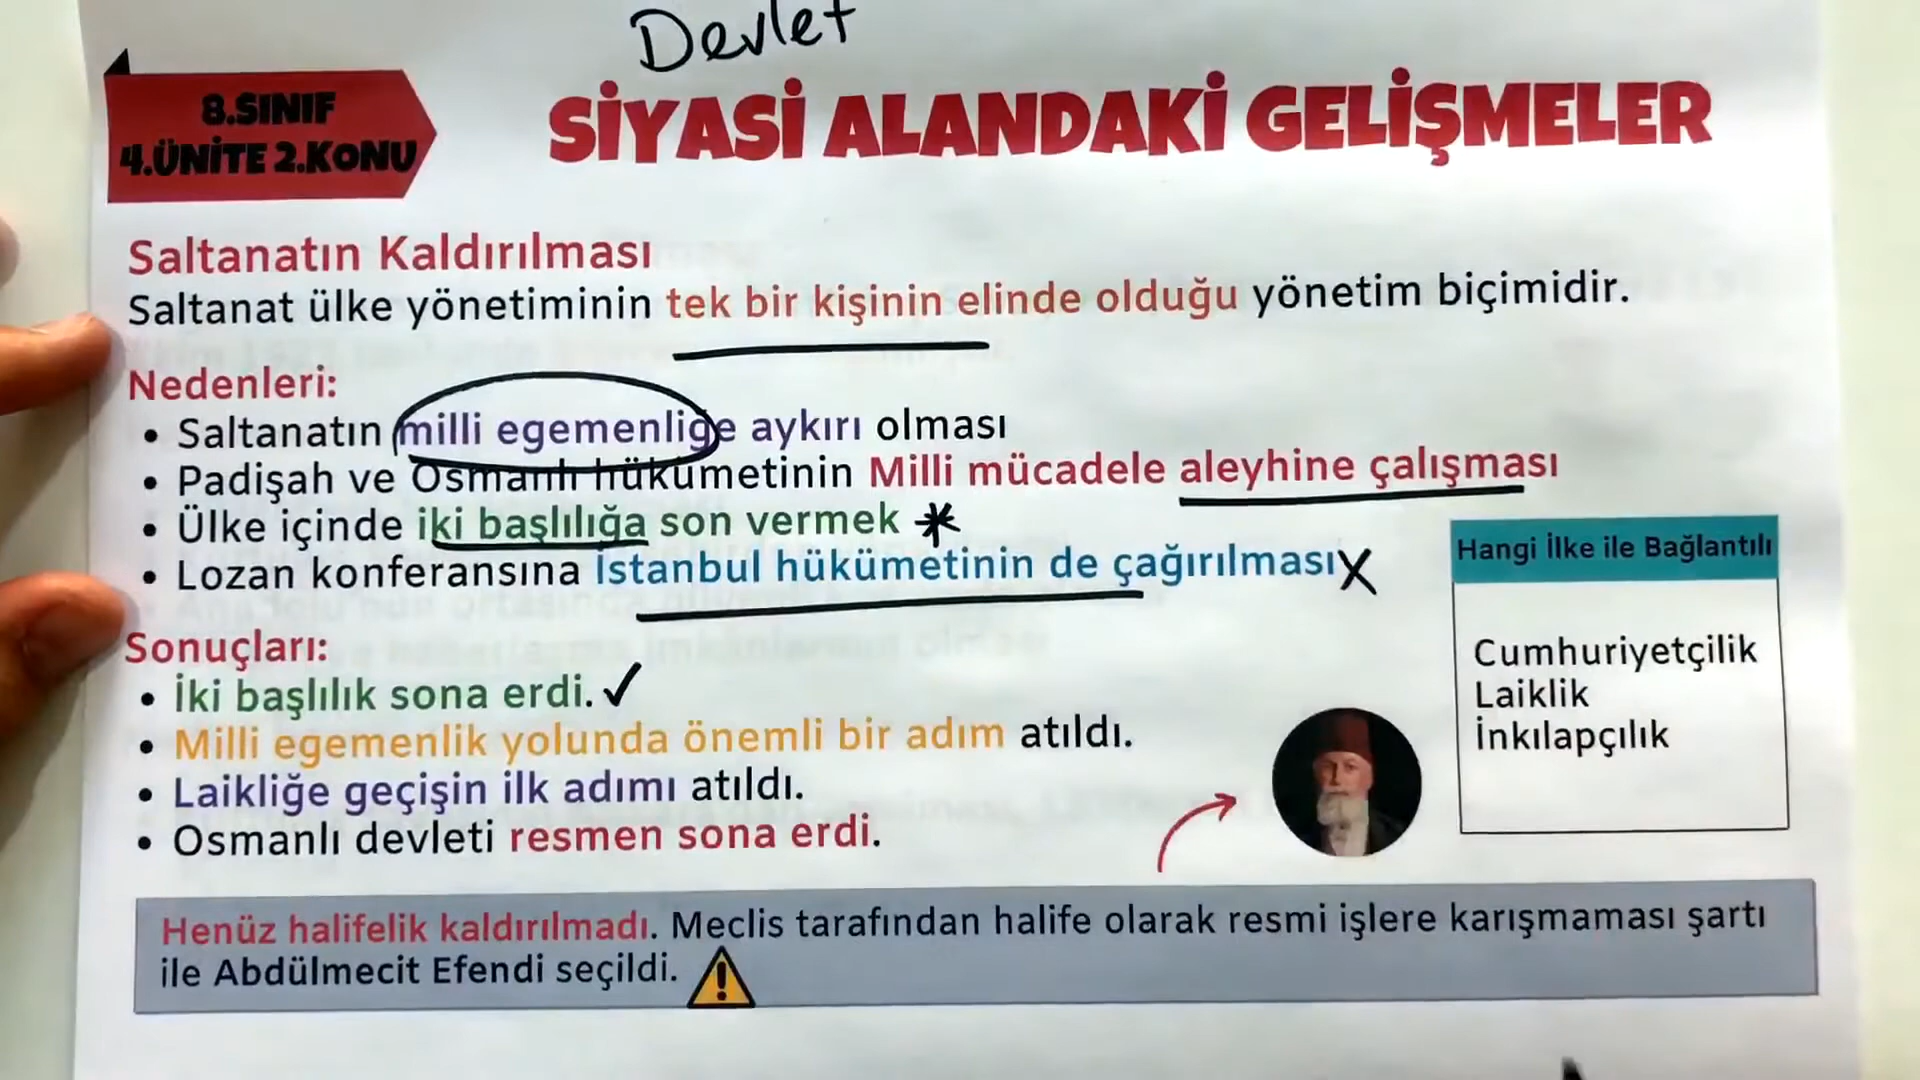 Devlet
8.SINIF
4.ÜNİTE 2.KONU
SİYASİ ALANDAKİ GELİŞMELER
Saltanatın Kaldırılması
Saltanat ülke yönetiminin tek bir kişinin elinde olduğu yönetim biçimidir.
Nedenleri:
• Saltanatın milli egemenliğe aykırı olması
• Padişah ve Osmanlı hükümetinin Milli mücadele aleyhine çalışması
• Ülke içinde iki başlılığa son vermek *
• Lozan konferansına İstanbul hükümetinin de çağırılması X
Hangi İlke ile Bağlantılı
Cumhuriyetçilik
Laiklik
İnkılapçılık
Sonuçları:
• İki başlılık sona erdi. ✓
• Milli egemenlik yolunda önemli bir adım atıldı.
• Laikliğe geçişin ilk adımı atıldı.
• Osmanlı devleti resmen sona erdi.
Henüz halifelik kaldırılmadı. Meclis tarafından halife olarak resmi işlere karışmaması şartı
ile Abdülmecit Efendi seçildi.